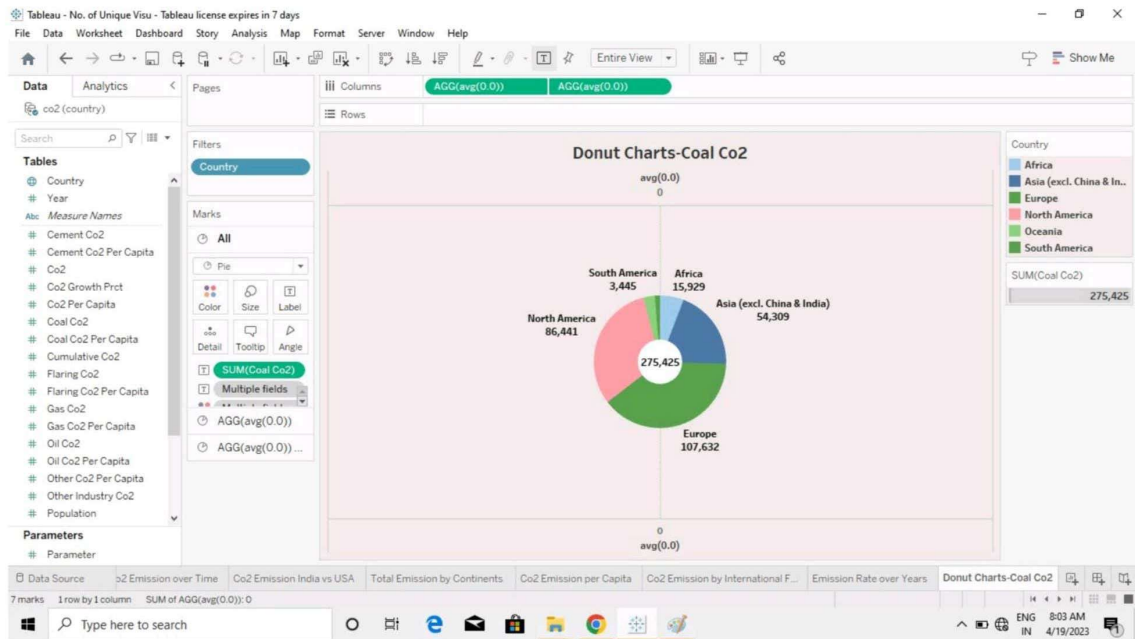 Tableau - No. of Unique Visu - Tableau license expires in 7 days
File Data Worksheet Dashboard Story Analysis Map Format Server Window Help
Entire View
Show Me
Data Analytics
co2 (country)
Search
Tables
Country
# Year
Abc Measure Names
# Cement Co2
# Cement Co2 Per Capita
# Co2
# Co2 Growth Prct
# Co2 Per Capita
# Coal Co2
# Coal Co2 Per Capita
# Cumulative Co2
# Flaring Co2
# Flaring Co2 Per Capita
# Gas Co2
# Gas Co2 Per Capita
# Oil Co2
# Oil Co2 Per Capita
# Other Co2 Per Capita
# Other Industry Co2
# Population
Parameters
# Parameter
Pages
Filters
Country
Marks
All
Pie
Color Size Label
Detail Tooltip Angle
SUM(Coal Co2)
Multiple fields
AGG(avg(0.0))
AGG(avg(0.0)) ...
Columns AGG(avg(0.0)) AGG(avg(0.0))
Rows
Donut Charts-Coal Co2
avg(0.0)
0
South America
3,445
Africa
15,929
Asia (excl. China & India)
54,309
North America
86,441
275,425
Europe
107,632
0
avg(0.0)
Country
Africa
Asia (excl. China & In..
Europe
North America
Oceania
South America
SUM(Coal Co2)
275,425
Data Source o2 Emission over Time Co2 Emission India vs USA Total Emission by Continents Co2 Emission per Capita Co2 Emission by International F... Emission Rate over Years Donut Charts-Coal Co2
7 marks 1 row by 1 column SUM of AGG(avg(0.0)): 0
Type here to search
ENG
IN
8:03 AM
4/19/2023
1